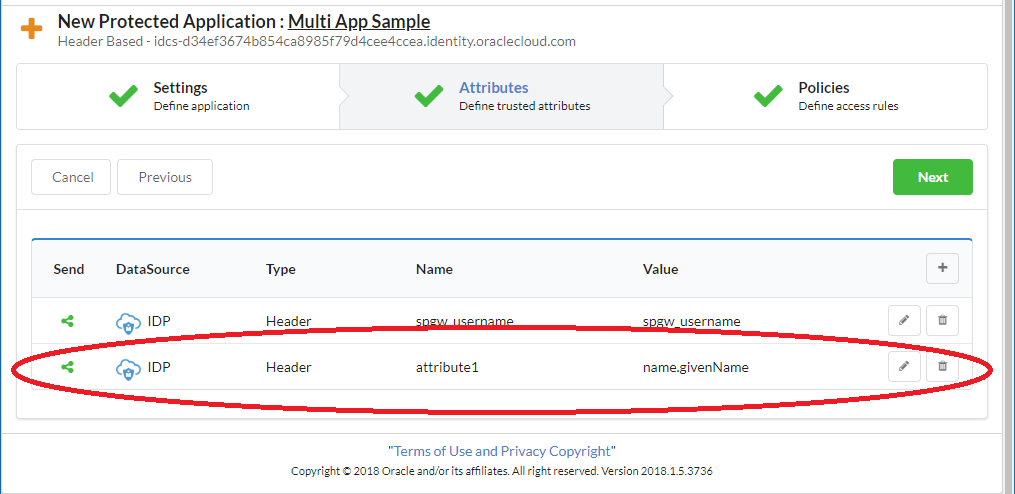 New Protected Application : Multi App Sample
Header Based - idcs-d34ef3674b854ca8985f79d4cee4ccea.identity.oraclecloud.com
Settings
Define application
Attributes
Define trusted attributes
Policies
Define access rules
Cancel Previous Next
Send DataSource Type Name Value +
IDP Header spgw_username spgw_username
IDP Header attribute1 name.givenName
"Terms of Use and Privacy Copyright"
Copyright © 2018 Oracle and/or its affiliates. All right reserved. Version 2018.1.5.3736